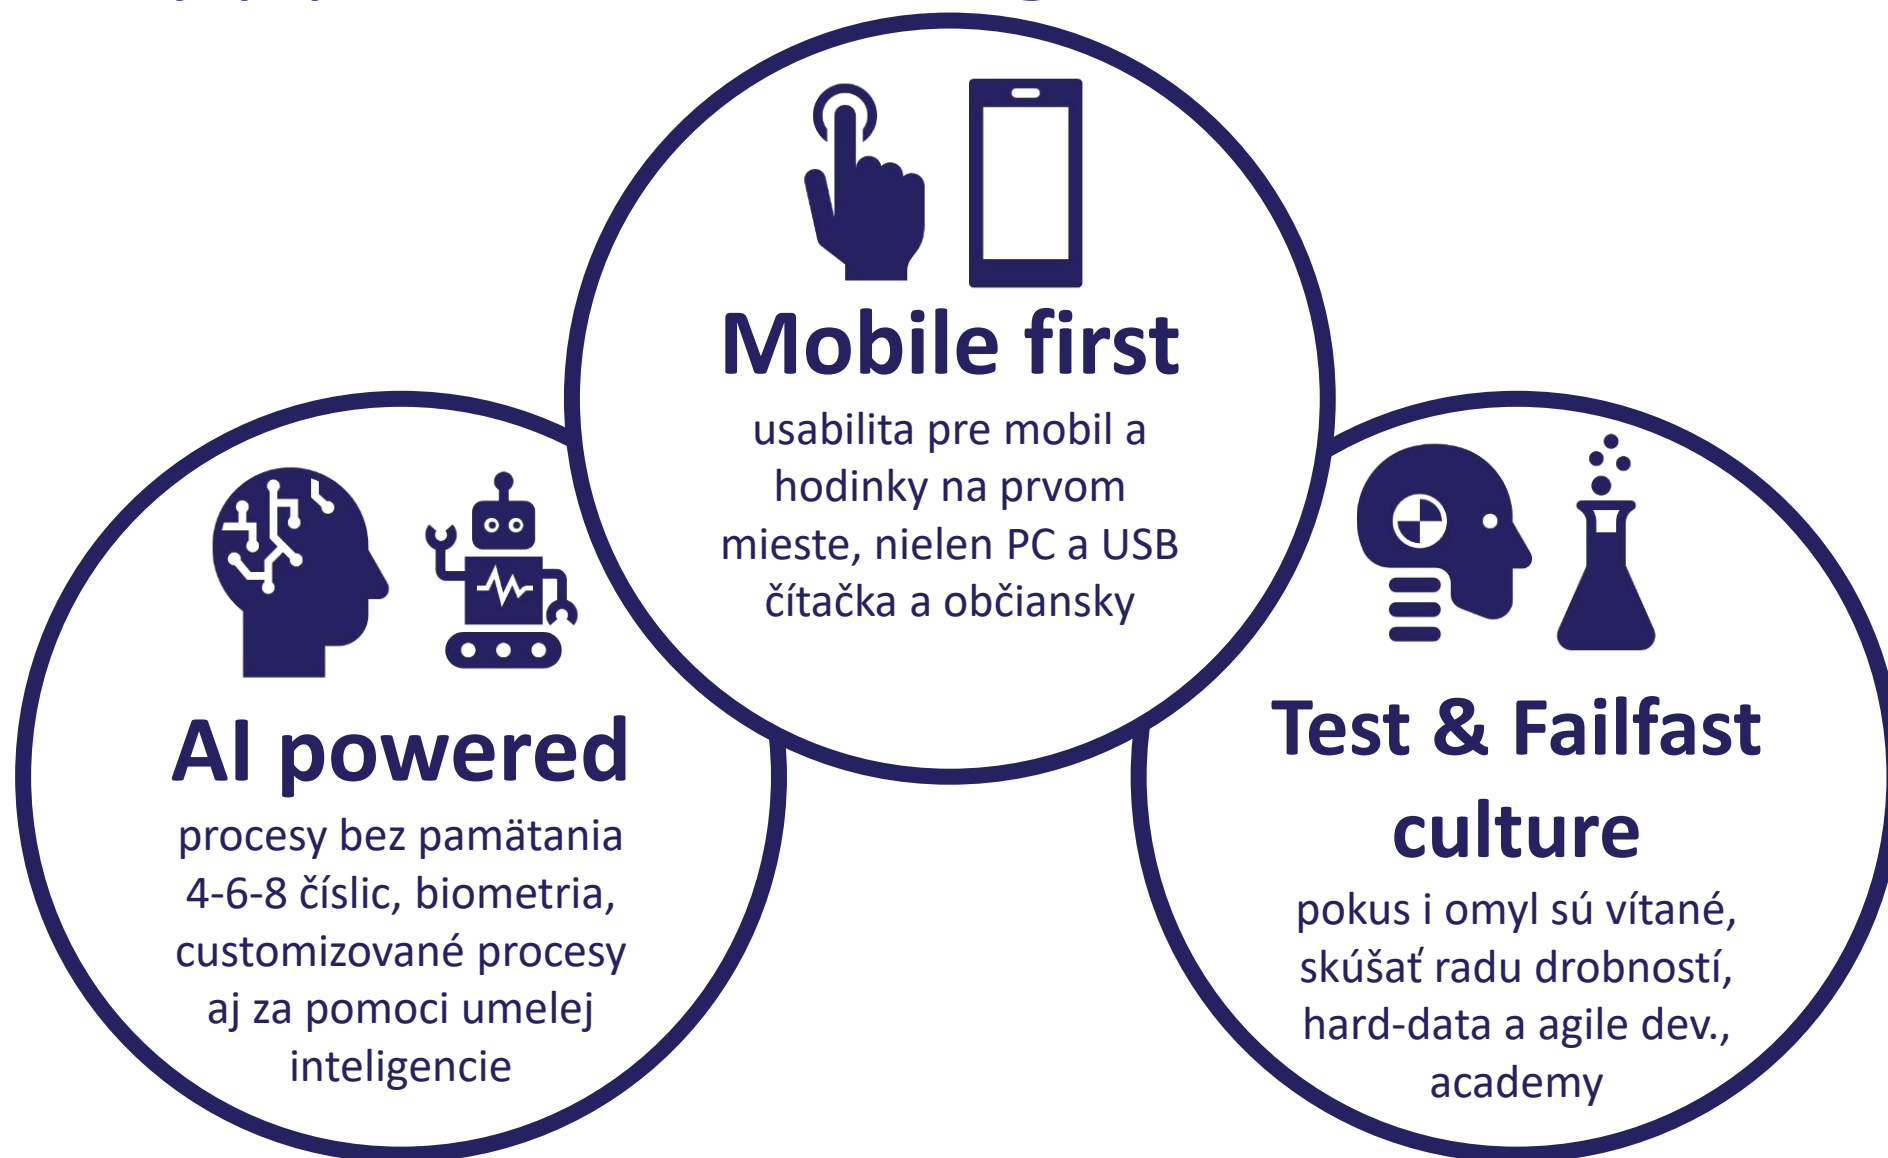 Mobile first
usabilita pre mobil a
hodinky na prvom
mieste, nielen PC a USB
čítačka a občiansky
AI powered
procesy bez pamätania
4-6-8 číslic, biometria,
customizované procesy
aj za pomoci umelej
inteligencie
Test & Failfast
culture
pokus i omyl sú vítané,
skúšať radu drobností,
hard-data a agile dev.,
academy